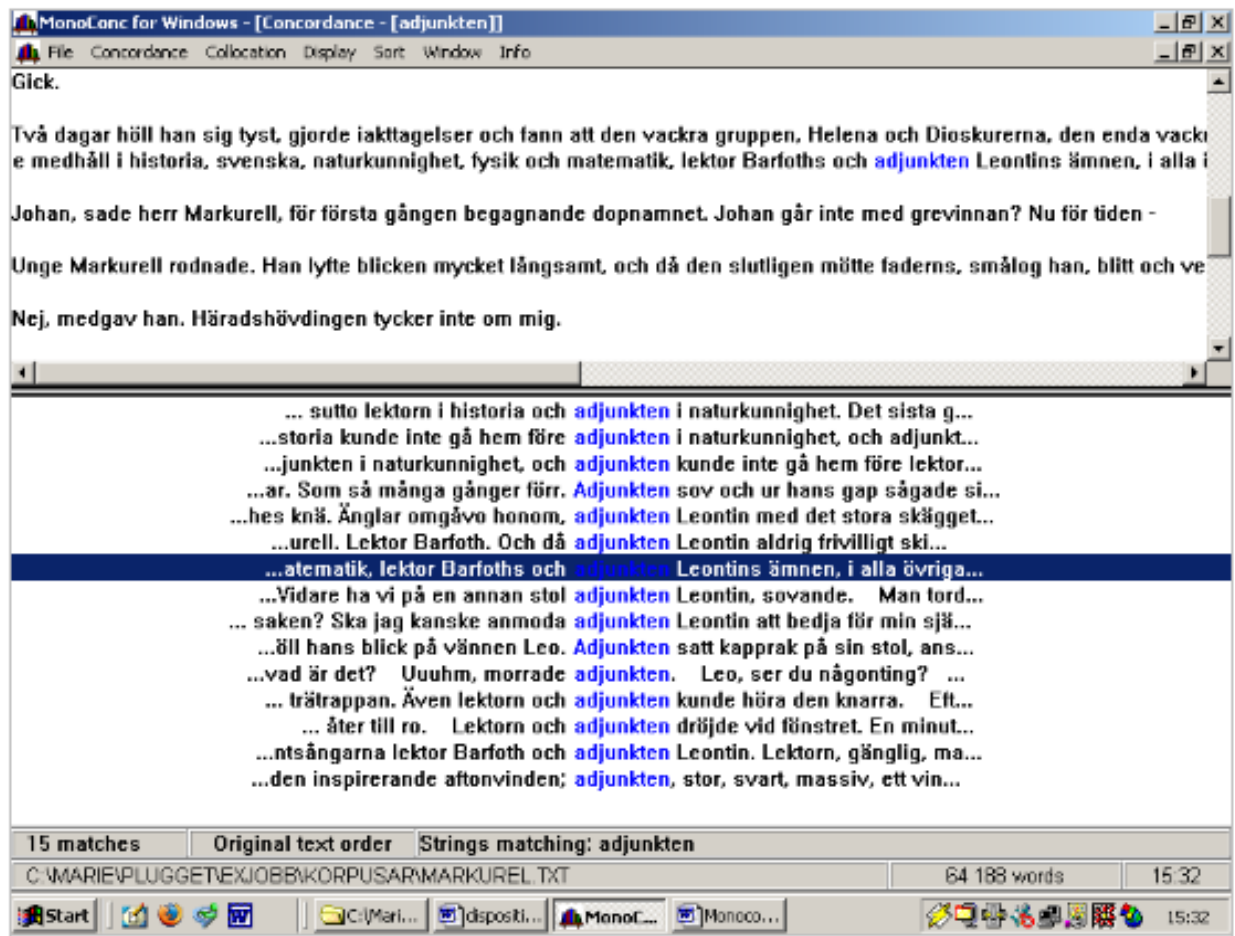 MonoConc for Windows - [Concordance - [adjunkten]]
File Concordance Collocation Display Sort Window Info
Gick.
Två dagar höll han sig tyst, gjorde iakttagelser och fann att den vackra gruppen, Helena och Dioskurerna, den enda vack
e medhåll i historia, svenska, naturkunnighet, fysik och matematik, lektor Barfoths och adjunkten Leontins ämnen, i alla i
Johan, sade herr Markurell, för första gången begagnande dopnamnet. Johan går inte med grevinnan? Nu för tiden -
Unge Markurell rodnade. Han lyfte blicken mycket långsamt, och då den slutligen mötte faderns, smålog han, blitt och ve
Nej, medgav han. Häradshövdingen tycker inte om mig.
... sutto lektorn i historia och adjunkten i naturkunnighet. Det sista g...
...storia kunde inte gå hem före adjunkten i naturkunnighet, och adjunkt...
...junkten i naturkunnighet, och adjunkten kunde inte gå hem före lektor...
...ar. Som så många gånger förr. Adjunkten sov och ur hans gap sågade si...
...hes knä. Änglar omgåvo honom, adjunkten Leontin med det stora skägget...
...urell. Lektor Barfoth. Och då adjunkten Leontin aldrig frivilligt ski...
...atematik, lektor Barfoths och adjunkten Leontins ämnen, i alla övriga...
...Vidare ha vi på en annan stol adjunkten Leontin, sovande. Man tord...
... saken? Ska jag kanske anmoda adjunkten Leontin att bedja för min sjä...
...öll hans blick på vännen Leo. Adjunkten satt kapprak på sin stol, ans...
...vad är det? Uuuhm, morrade adjunkten. Leo, ser du någonting? ...
... trätrappan. Även lektorn och adjunkten kunde höra den knarra. Eft...
... åter till ro. Lektorn och adjunkten dröjde vid fönstret. En minut...
...ntsångarna lektor Barfoth och adjunkten Leontin. Lektorn, gänglig, ma...
...den inspirerande aftonvinden; adjunkten, stor, svart, massiv, ett vin...
15 matches Original text order Strings matching: adjunkten
C:\MARIE\PLUGGET\EXJOBB\KORPUSAR\MARKUREL.TXT 64 188 words 15:32
Start C:\Mari... dispositi... MonoC... Monoco... 15:32